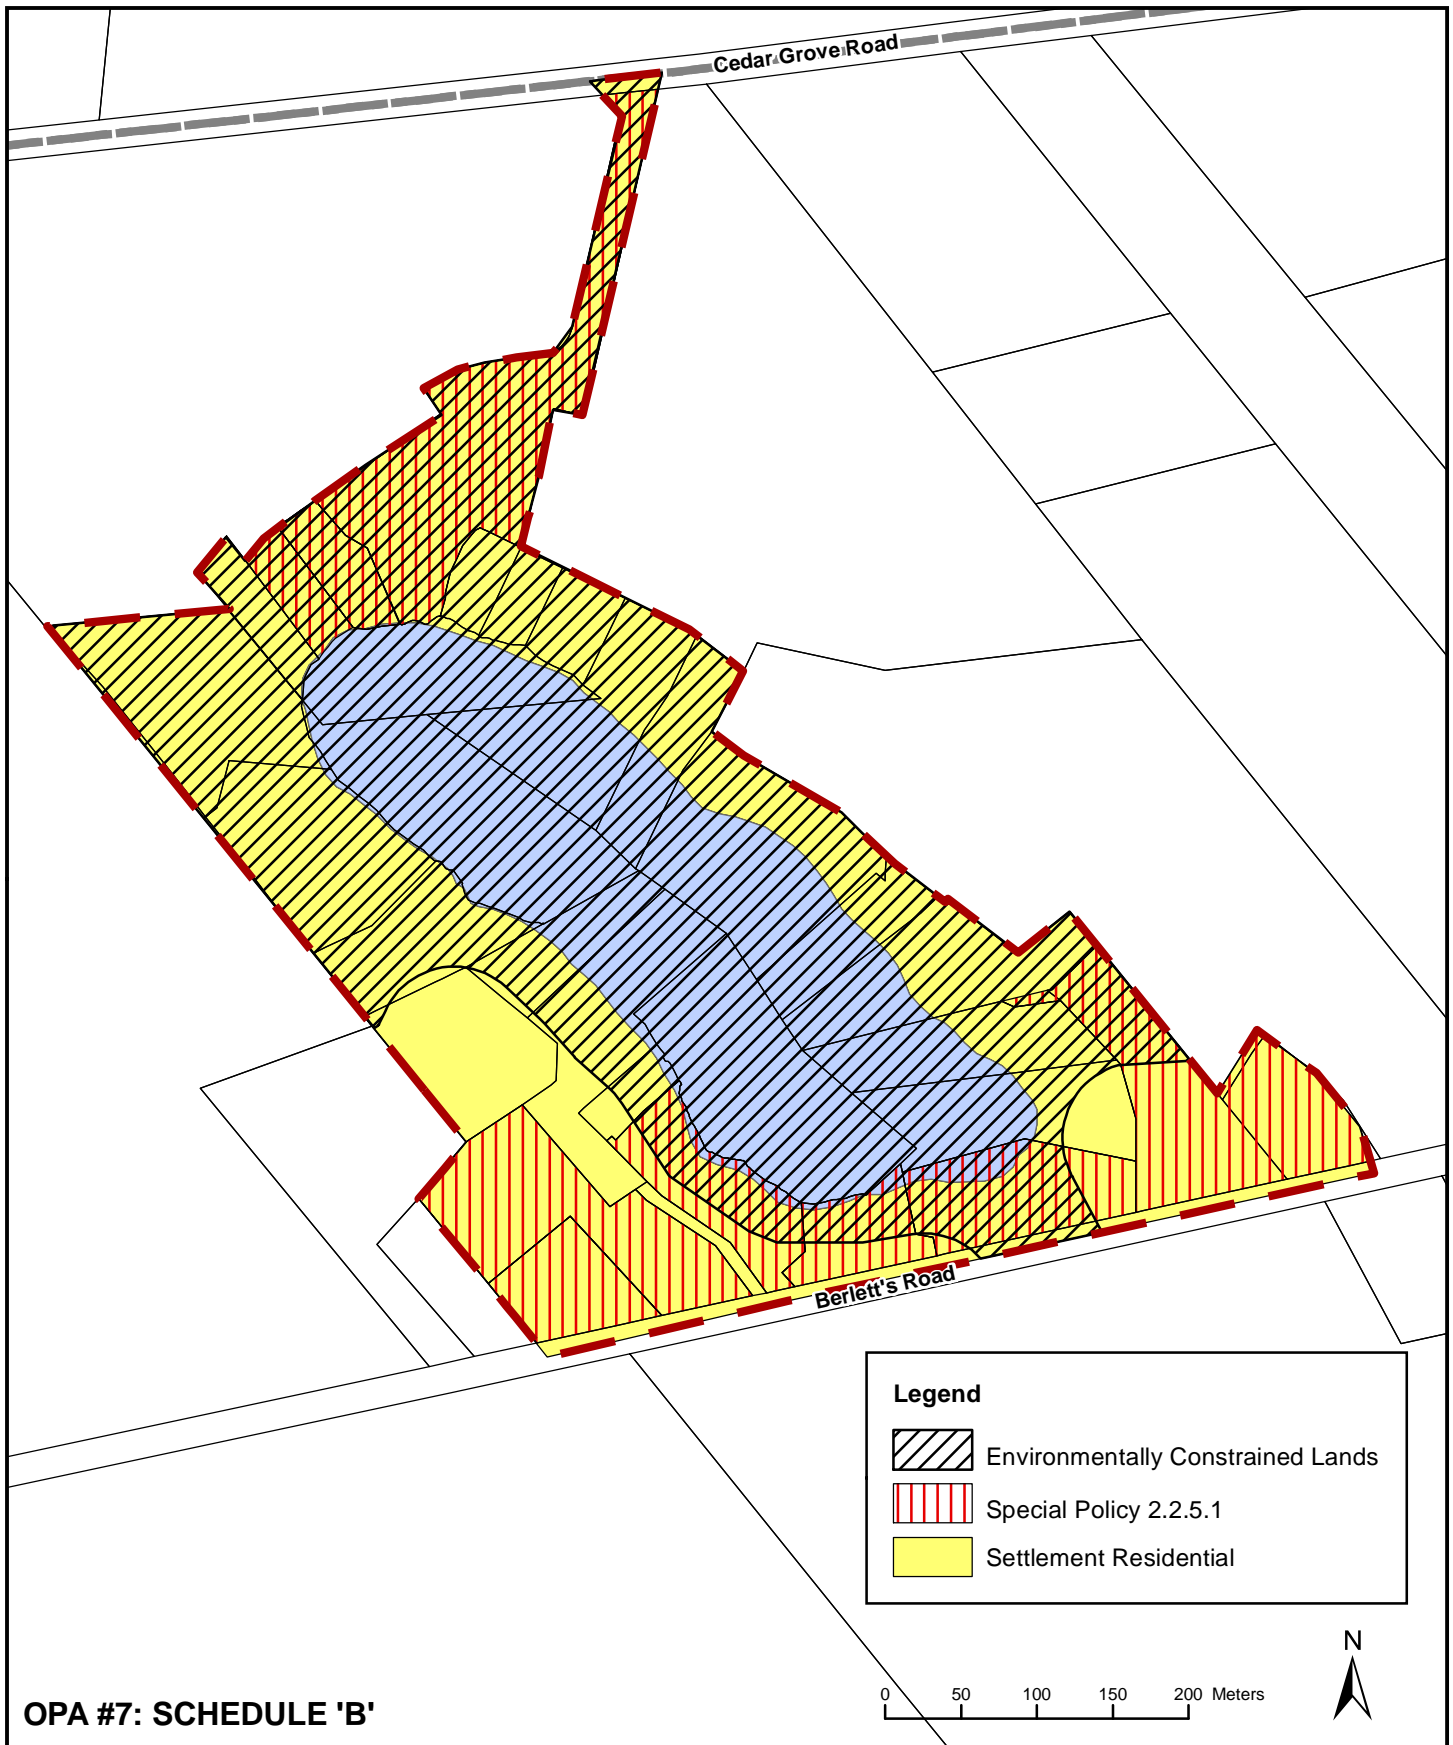 Cedar Grove Road
Berlett's Road
Legend
Environmentally Constrained Lands
Special Policy 2.2.5.1
Settlement Residential
N
0 50 100 150 200 Meters
OPA #7: SCHEDULE 'B'